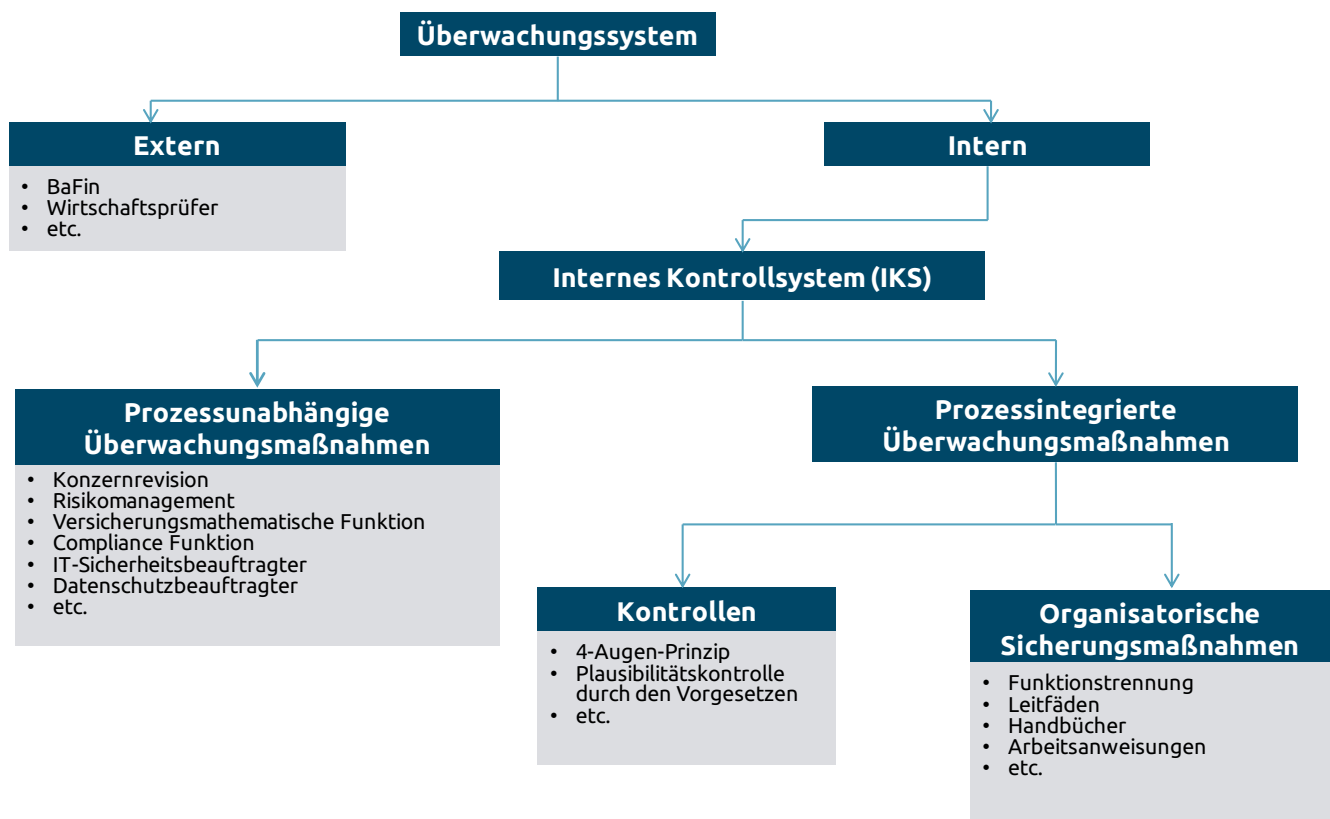 Überwachungssystem
Extern
• BaFin
• Wirtschaftsprüfer
• etc.
Intern
Internes Kontrollsystem (IKS)
Prozessunabhängige
Überwachungsmaßnahmen
• Konzernrevision
• Risikomanagement
• Versicherungsmathematische Funktion
• Compliance Funktion
• IT-Sicherheitsbeauftragter
• Datenschutzbeauftragter
• etc.
Prozessintegrierte
Überwachungsmaßnahmen
Kontrollen
• 4-Augen-Prinzip
• Plausibilitätskontrolle
durch den Vorgesetzen
• etc.
Organisatorische
Sicherungsmaßnahmen
• Funktionstrennung
• Leitfäden
• Handbücher
• Arbeitsanweisungen
• etc.